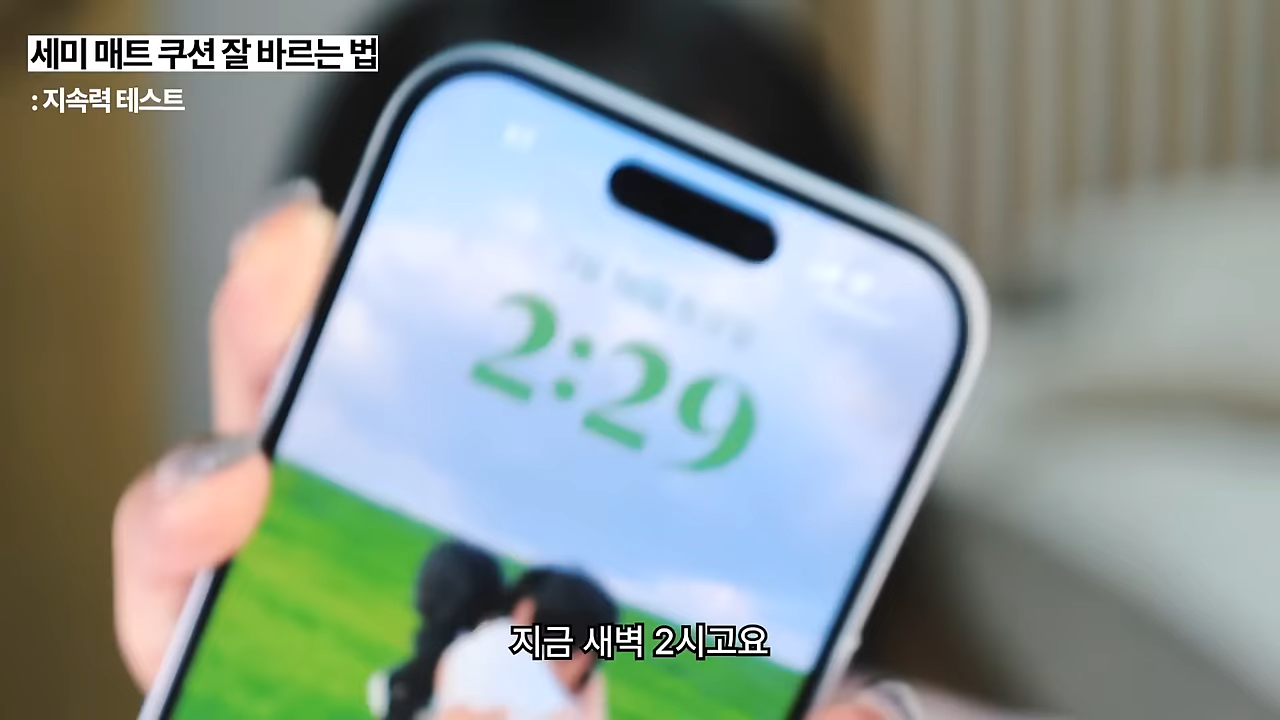 세미 매트 쿠션 잘 바르는 법
: 지속력 테스트
2:29
지금 새벽 2시고요